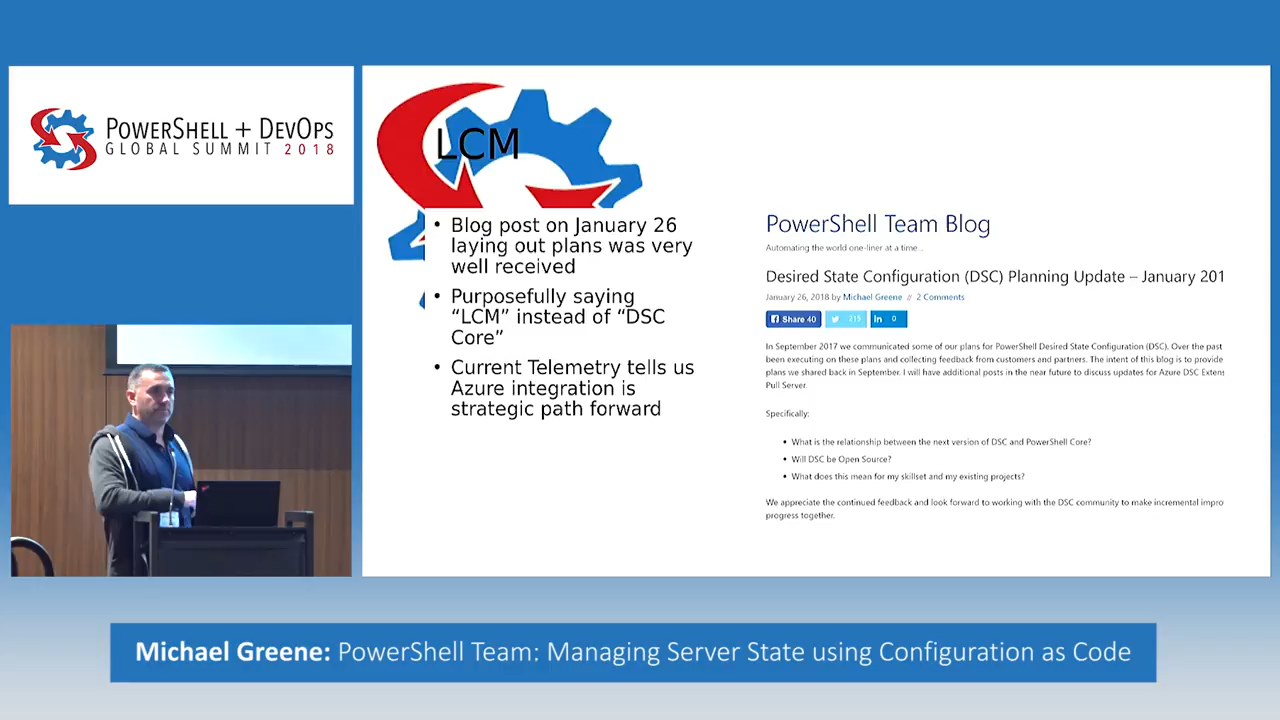 POWERSHELL + DEVOPS
GLOBAL SUMMIT 2018
LCM
• Blog post on January 26
laying out plans was very
well received
• Purposefully saying
“LCM” instead of “DSC
Core”
• Current Telemetry tells us
Azure integration is
strategic path forward
PowerShell Team Blog
Automating the world one-liner at a time…
Desired State Configuration (DSC) Planning Update – January 201
January 26, 2018 by Michael Greene // 2 Comments
Share 40 215 in 0
In September 2017 we communicated some of our plans for PowerShell Desired State Configuration (DSC). Over the past
been executing on these plans and collecting feedback from customers and partners. The intent of this blog is to provide
plans we shared back in September. I will have additional posts in the near future to discuss updates for Azure DSC Extens
Pull Server.
Specifically:
• What is the relationship between the next version of DSC and PowerShell Core?
• Will DSC be Open Source?
• What does this mean for my skillset and my existing projects?
We appreciate the continued feedback and look forward to working with the DSC community to make incremental impro
progress together.
Michael Greene: PowerShell Team: Managing Server State using Configuration as Code